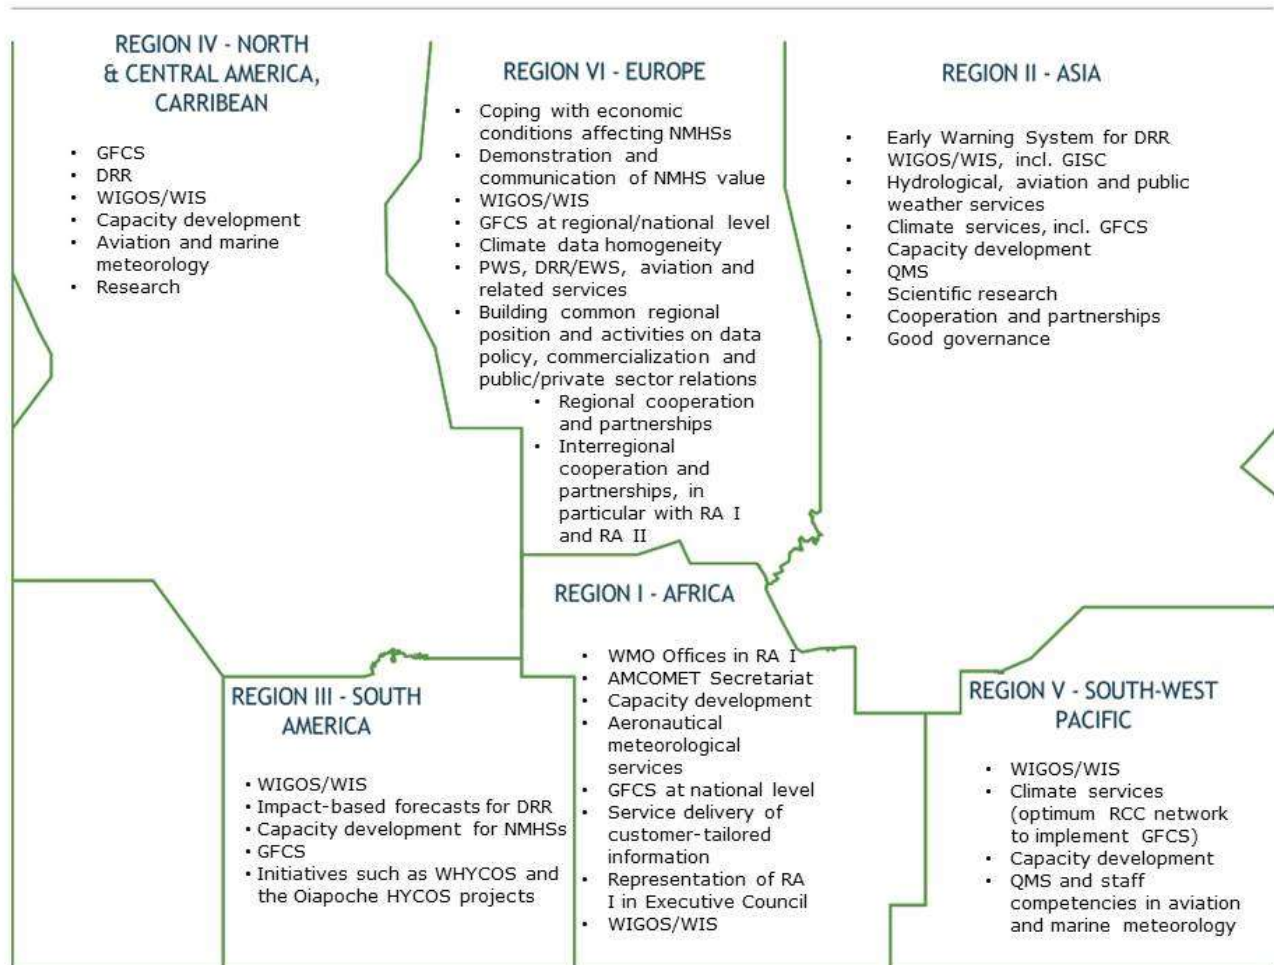 REGION IV - NORTH
& CENTRAL AMERICA,
CARRIBEAN
• GFCS
• DRR
• WIGOS/WIS
• Capacity development
• Aviation and marine
meteorology
• Research
REGION VI - EUROPE
• Coping with economic
conditions affecting NMHSs
• Demonstration and
communication of NMHS value
• WIGOS/WIS
• GFCS at regional/national level
• Climate data homogeneity
• PWS, DRR/EWS, aviation and
related services
• Building common regional
position and activities on data
policy, commercialization and
public/private sector relations
• Regional cooperation
and partnerships
• Interregional
cooperation and
partnerships, in
particular with RA I
and RA II
REGION II - ASIA
• Early Warning System for DRR
• WIGOS/WIS, incl. GISC
• Hydrological, aviation and public
weather services
• Climate services, incl. GFCS
• Capacity development
• QMS
• Scientific research
• Cooperation and partnerships
• Good governance
REGION III - SOUTH
AMERICA
• WIGOS/WIS
• Impact-based forecasts for DRR
• Capacity development for NMHSs
• GFCS
• Initiatives such as WHYCOS and
the Oiapoche HYCOS projects
REGION I - AFRICA
• WMO Offices in RA I
• AMCOMET Secretariat
• Capacity development
• Aeronautical
meteorological
services
• GFCS at national level
• Service delivery of
customer-tailored
information
• Representation of RA
I in Executive Council
• WIGOS/WIS
REGION V - SOUTH-WEST
PACIFIC
• WIGOS/WIS
• Climate services
(optimum RCC network
to implement GFCS)
• Capacity development
• QMS and staff
competencies in aviation
and marine meteorology